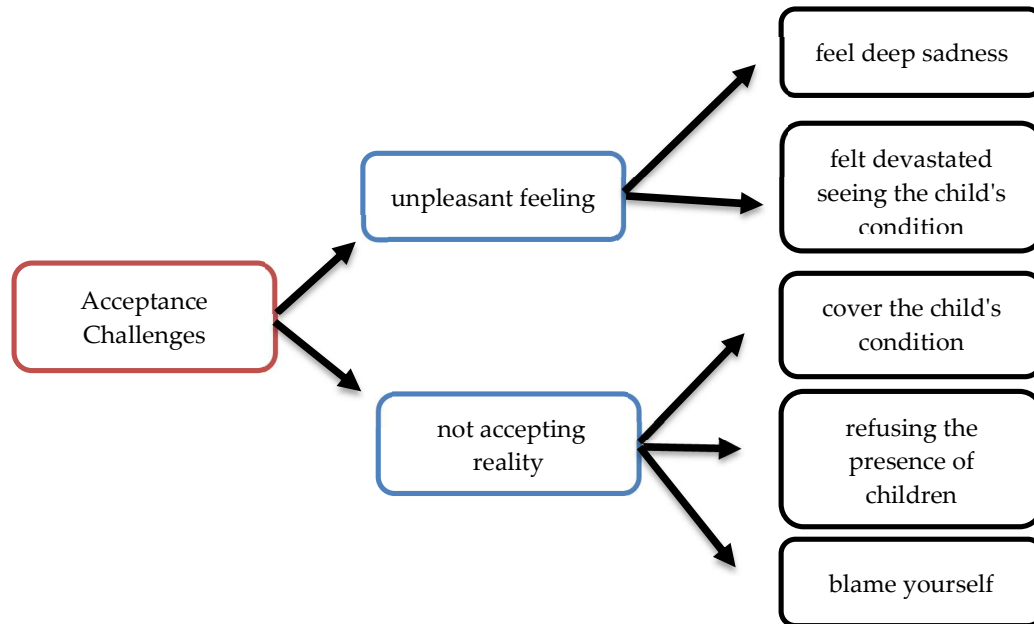 feel deep sadness
felt devastated
seeing the child's
condition
unpleasant feeling
Acceptance
Challenges
cover the child's
condition
not accepting
reality
refusing the
presence of
children
blame yourself